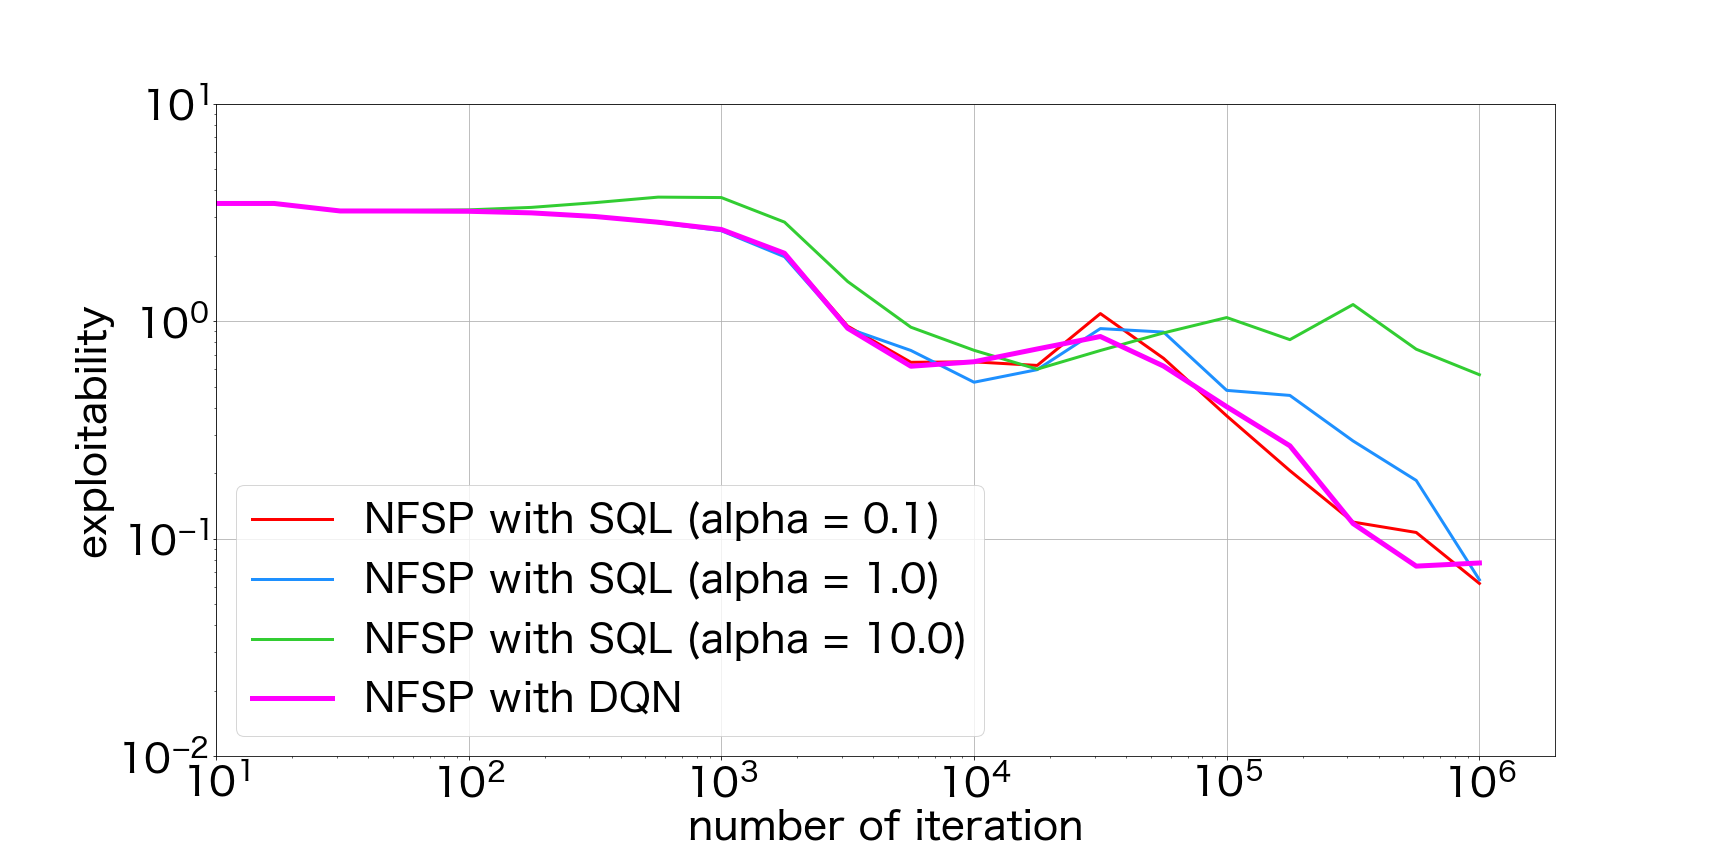 10¹
10⁰
10⁻¹
10⁻²
exploitability
NFSP with SQL (alpha = 0.1)
NFSP with SQL (alpha = 1.0)
NFSP with SQL (alpha = 10.0)
NFSP with DQN
10¹ 10² 10³ 10⁴ 10⁵ 10⁶
number of iteration